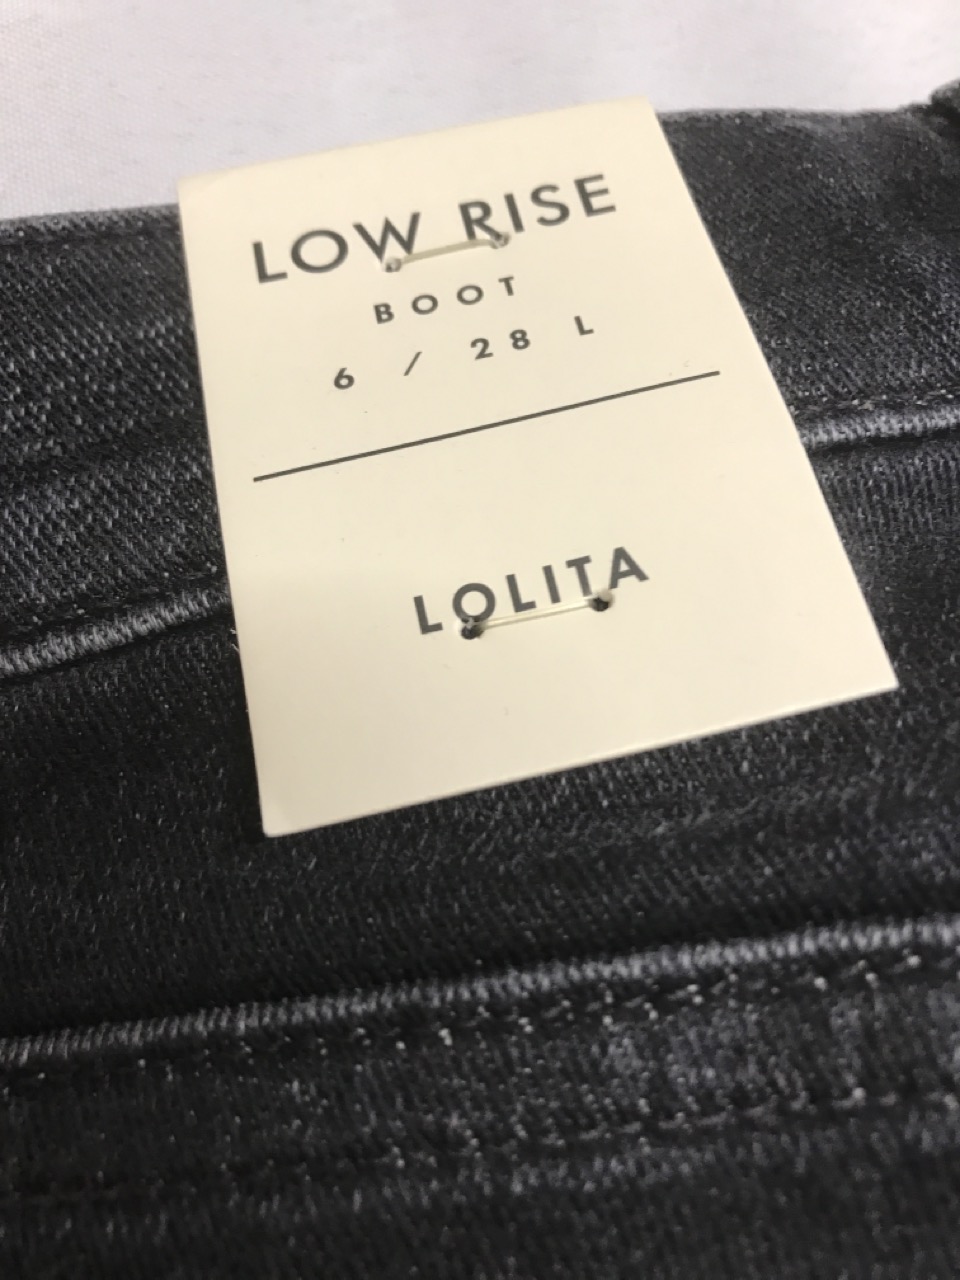 LOW RISE
BOOT
6 / 28 L
LOLITA